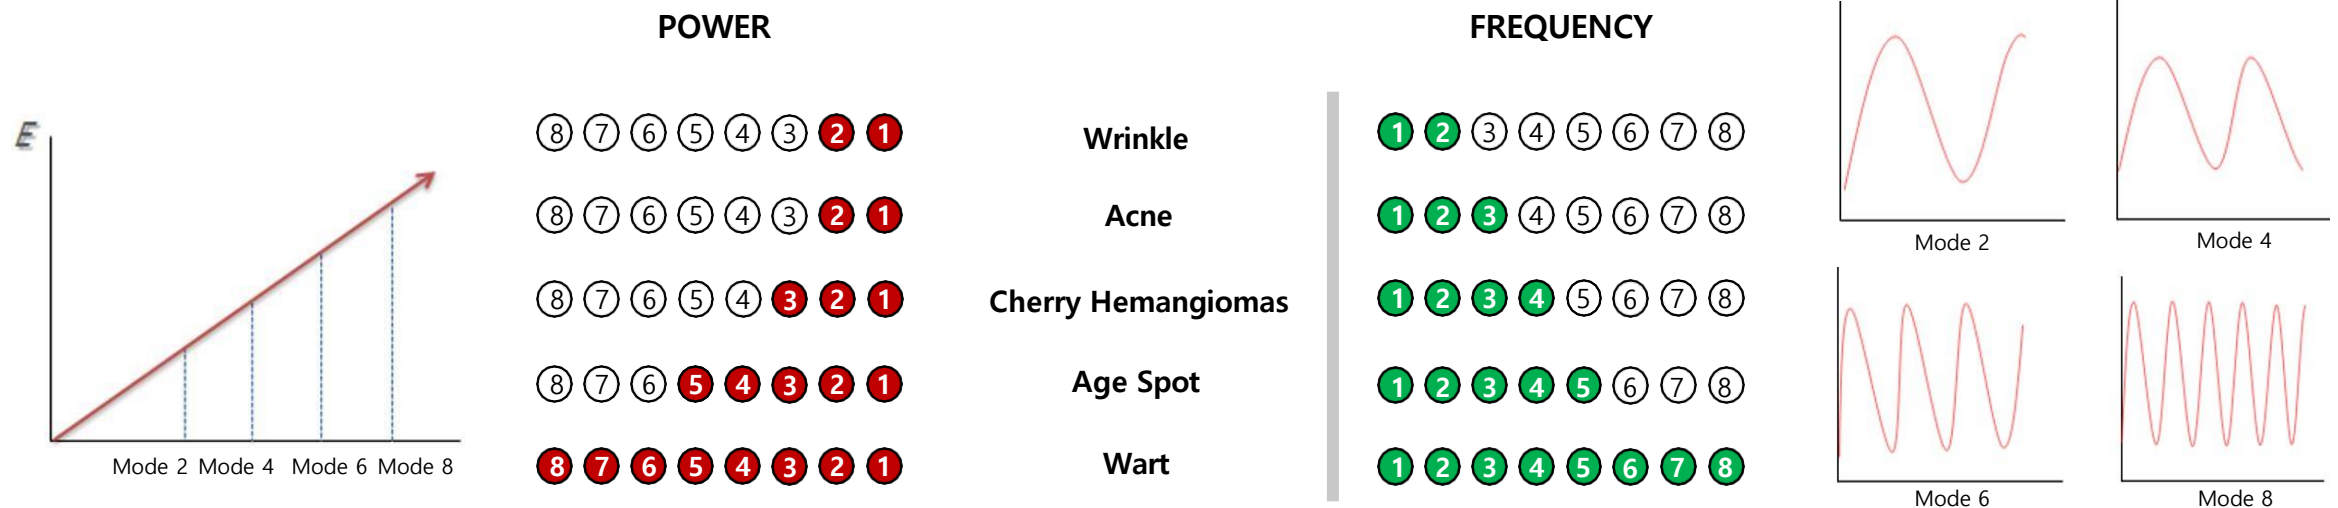 POWER
FREQUENCY
E
⑧ ⑦ ⑥ ⑤ ④ ③ 2 1 Wrinkle 1 2 ③ ④ ⑤ ⑥ ⑦ ⑧
⑧ ⑦ ⑥ ⑤ ④ ③ 2 1 Acne 1 2 3 ④ ⑤ ⑥ ⑦ ⑧
Mode 2 Mode 4
⑧ ⑦ ⑥ ⑤ ④ 3 2 1 Cherry Hemangiomas 1 2 3 4 ⑤ ⑥ ⑦ ⑧
⑧ ⑦ ⑥ 5 4 3 2 1 Age Spot 1 2 3 4 5 ⑥ ⑦ ⑧
Mode 2 Mode 4 Mode 6 Mode 8
8 7 6 5 4 3 2 1 Wart 1 2 3 4 5 6 7 8
Mode 6 Mode 8